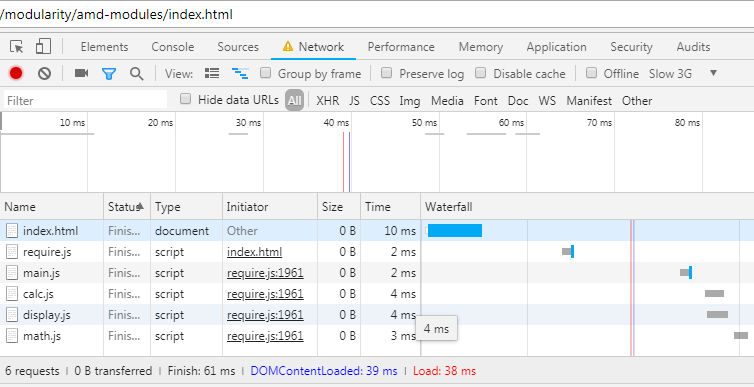 /modularity/amd-modules/index.html
Elements Console Sources Network Performance Memory Application Security Audits
View: Group by frame Preserve log Disable cache Offline Slow 3G
Filter Hide data URLs All XHR JS CSS Img Media Font Doc WS Manifest Other
10 ms 20 ms 30 ms 40 ms 50 ms 60 ms 70 ms 80 ms
Name Status Type Initiator Size Time Waterfall
index.html Finis... document Other 0 B 10 ms
require.js Finis... script index.html 0 B 2 ms
main.js Finis... script require.js:1961 0 B 2 ms
calc.js Finis... script require.js:1961 0 B 4 ms
display.js Finis... script require.js:1961 0 B 4 ms
4 ms
math.js Finis... script require.js:1961 0 B 3 ms
6 requests | 0 B transferred | Finish: 61 ms | DOMContentLoaded: 39 ms | Load: 38 ms